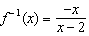 f⁻¹(x) = −x / (x − 2)